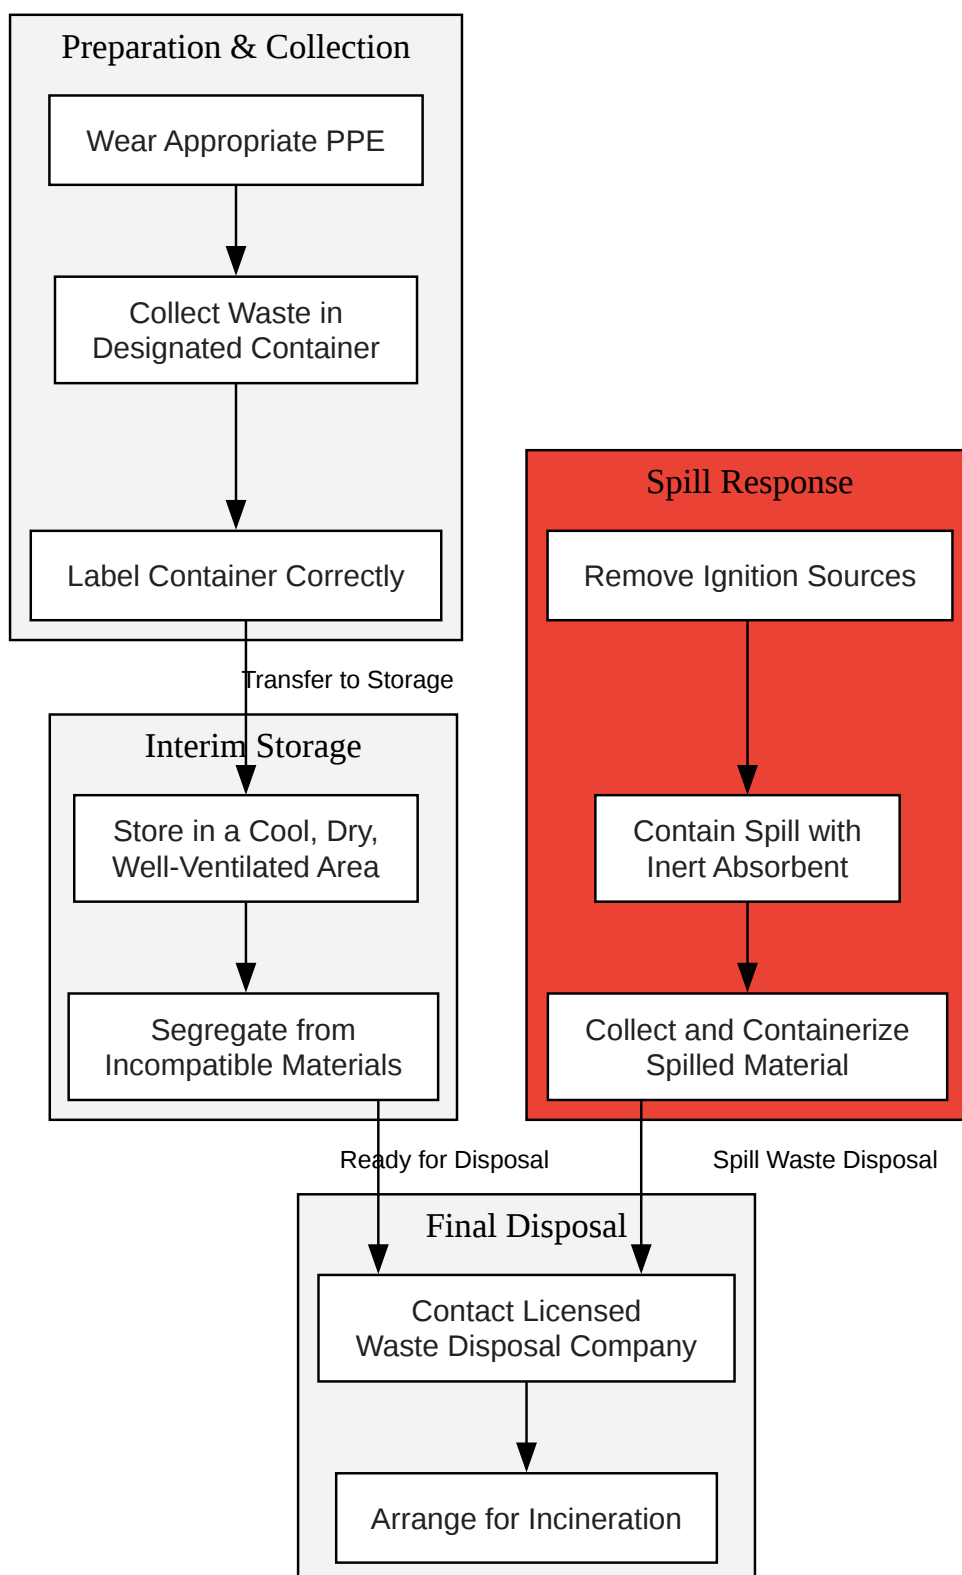 Preparation & Collection
Wear Appropriate PPE
Collect Waste in
Designated Container
Label Container Correctly
Transfer to Storage
Interim Storage
Store in a Cool, Dry,
Well-Ventilated Area
Segregate from
Incompatible Materials
Ready for Disposal
Spill Response
Remove Ignition Sources
Contain Spill with
Inert Absorbent
Collect and Containerize
Spilled Material
Spill Waste Disposal
Final Disposal
Contact Licensed
Waste Disposal Company
Arrange for Incineration